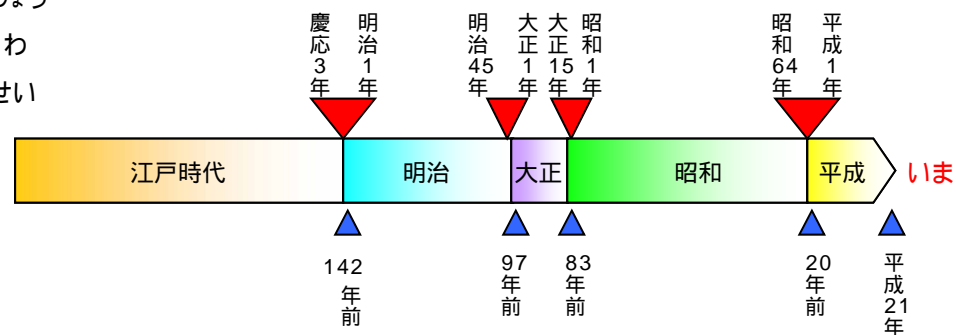 ょう
わ
せい
慶応3年
明治1年
明治45年
大正1年
大正15年
昭和1年
昭和64年
平成1年
江戸時代
明治
大正
昭和
平成
いま
142年前
97年前
83年前
20年前
平成21年